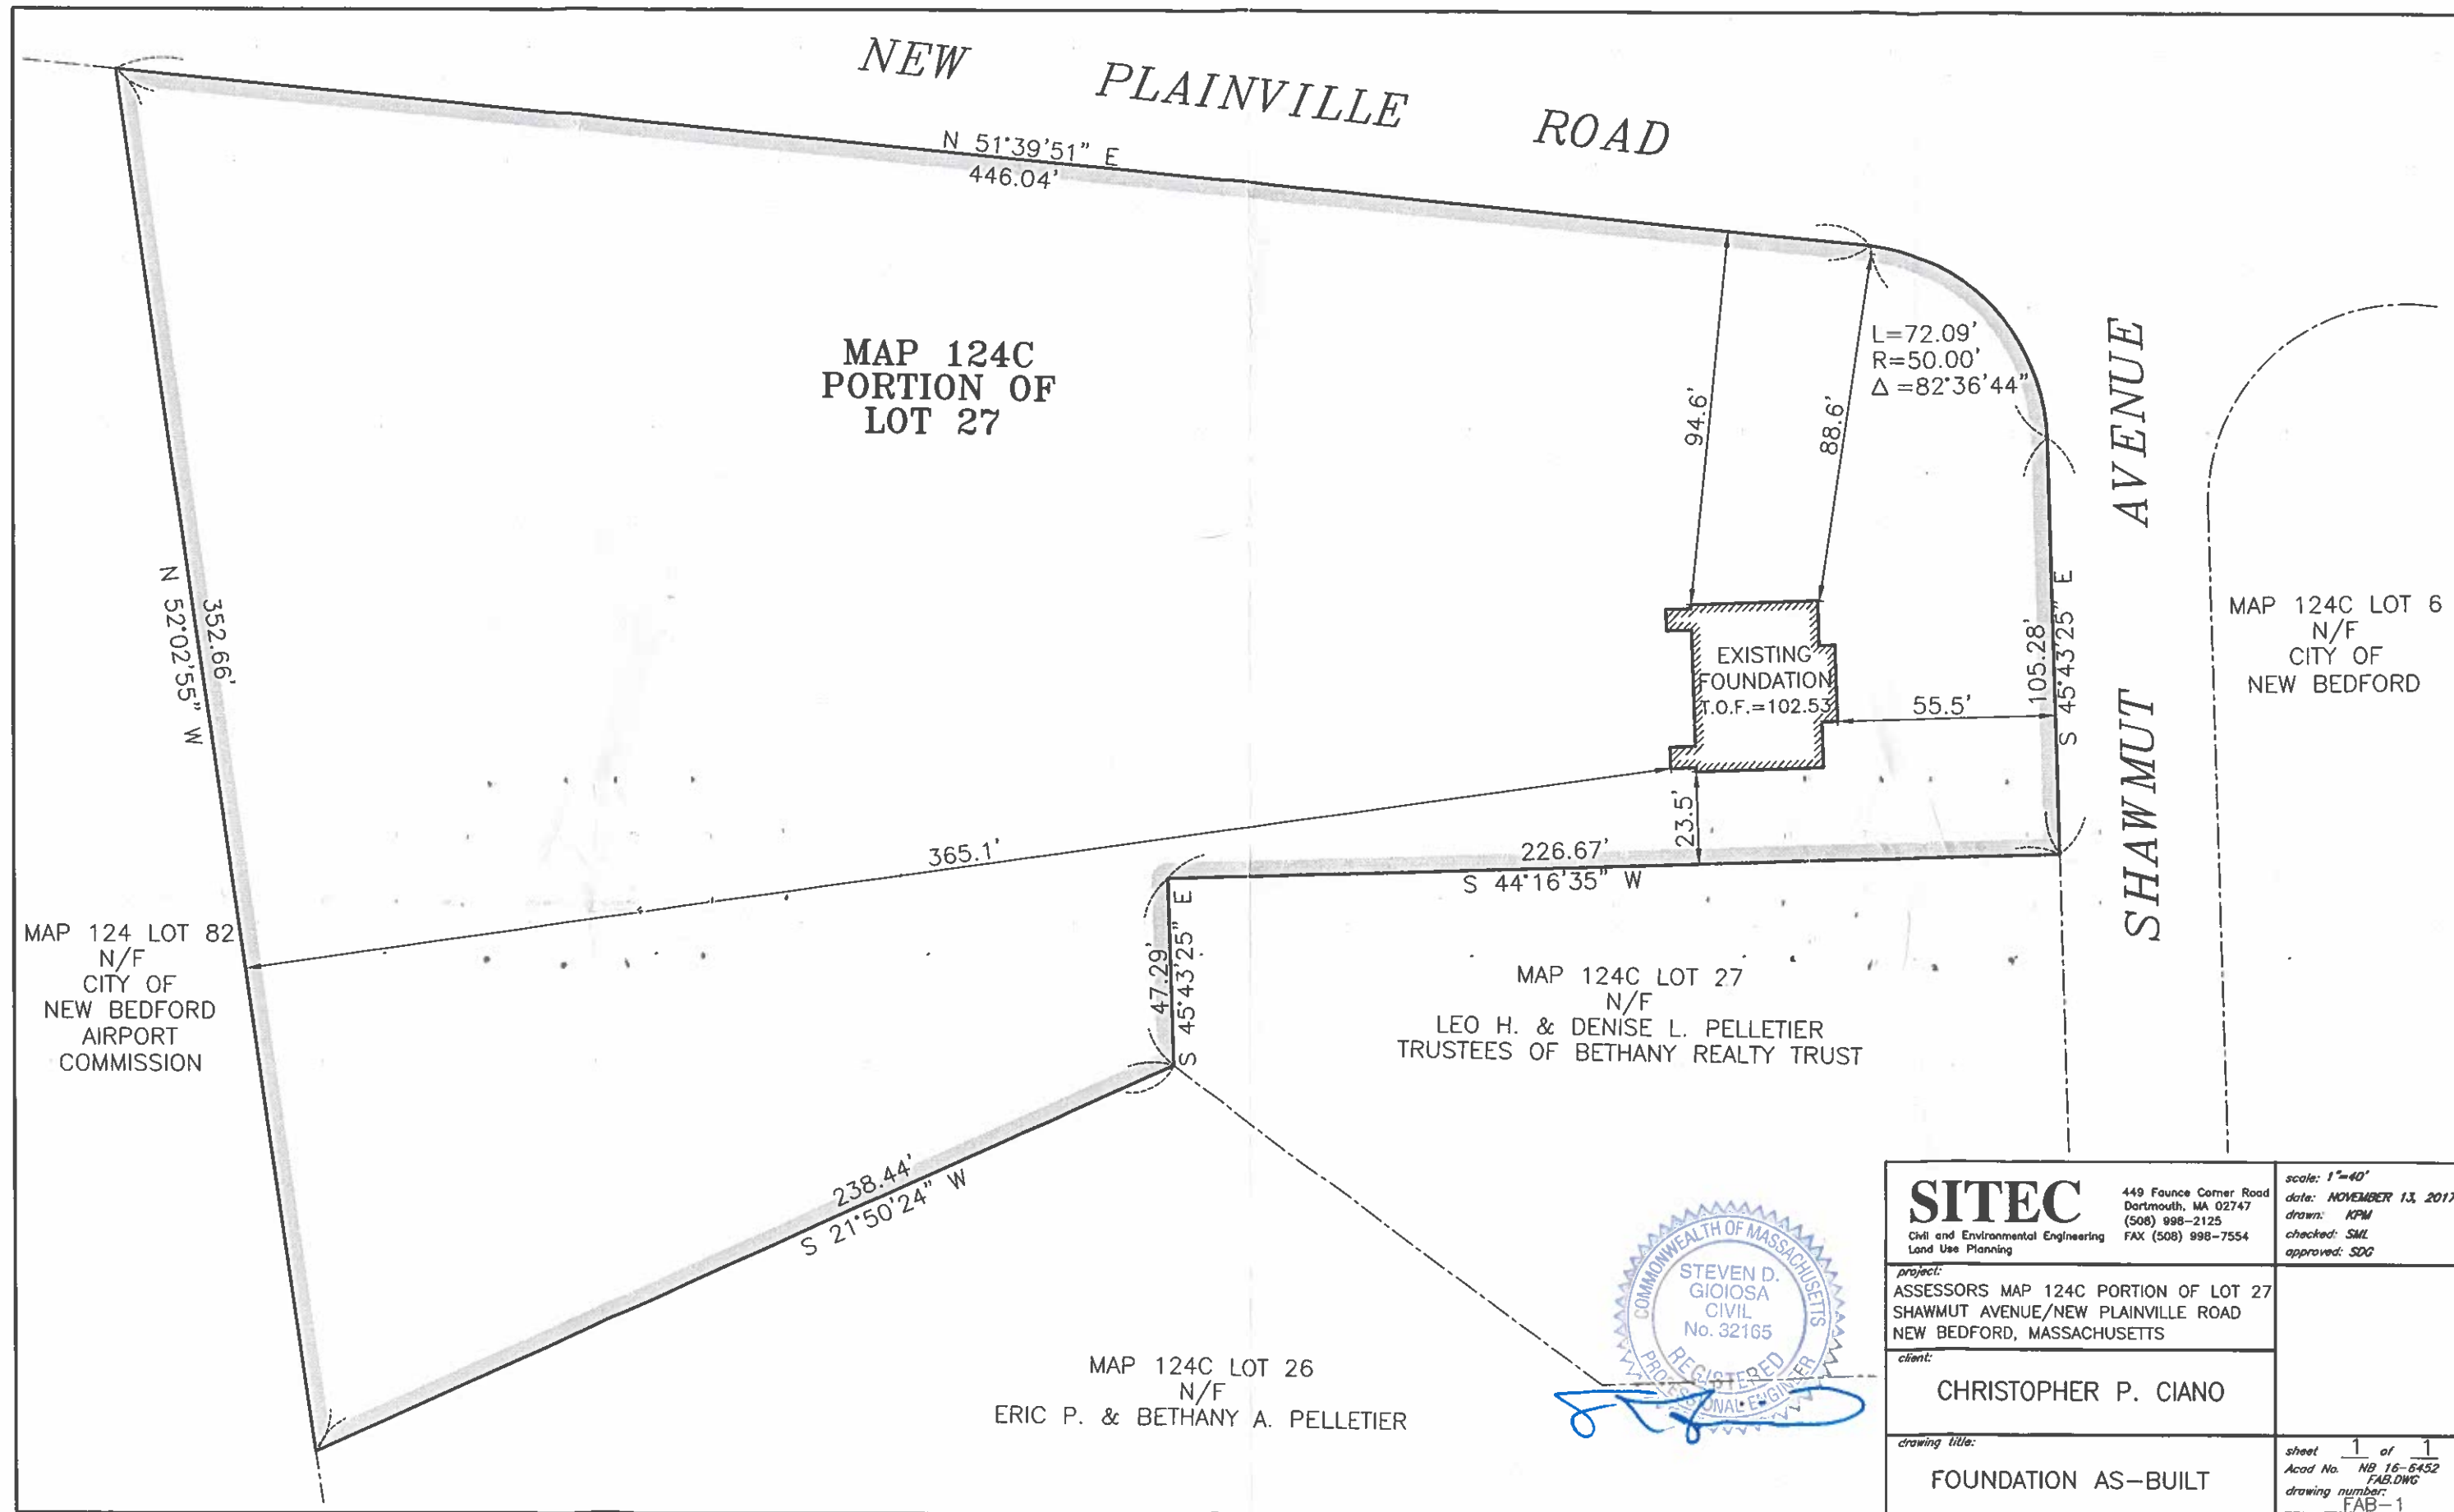 NEW PLAINVILLE ROAD
N 51°39'51" E
446.04'
MAP 124C
PORTION OF
LOT 27
L=72.09'
R=50.00'
Δ =82°36'44"
94.6'
88.6'
SHAWMUT AVENUE
352.66'
N 52°02'55" W
EXISTING
FOUNDATION
T.O.F.=102.53
55.5'
105.28'
S 45°43'25" E
MAP 124C LOT 6
N/F
CITY OF
NEW BEDFORD
23.5'
365.1'
226.67'
S 44°16'35" W
47.29'
S 45°43'25" E
MAP 124 LOT 82
N/F
CITY OF
NEW BEDFORD
AIRPORT
COMMISSION
MAP 124C LOT 27
N/F
LEO H. & DENISE L. PELLETIER
TRUSTEES OF BETHANY REALTY TRUST
238.44'
S 21°50'24" W
MAP 124C LOT 26
N/F
ERIC P. & BETHANY A. PELLETIER
COMMONWEALTH OF MASSACHUSETTS
STEVEN D.
GIOIOSA
CIVIL
No. 32165
REGISTERED
PROFESSIONAL ENGINEER
SITEC
Civil and Environmental Engineering
Land Use Planning
449 Faunce Corner Road
Dartmouth, MA 02747
(508) 998-2125
FAX (508) 998-7554
scale: 1"=40'
date: NOVEMBER 13, 2017
drawn: KPM
checked: SML
approved: SDG
project:
ASSESSORS MAP 124C PORTION OF LOT 27
SHAWMUT AVENUE/NEW PLAINVILLE ROAD
NEW BEDFORD, MASSACHUSETTS
client:
CHRISTOPHER P. CIANO
drawing title:
FOUNDATION AS-BUILT
sheet 1 of 1
Acad No. NB 16-6452
FAB.DWG
drawing number:
FAB-1